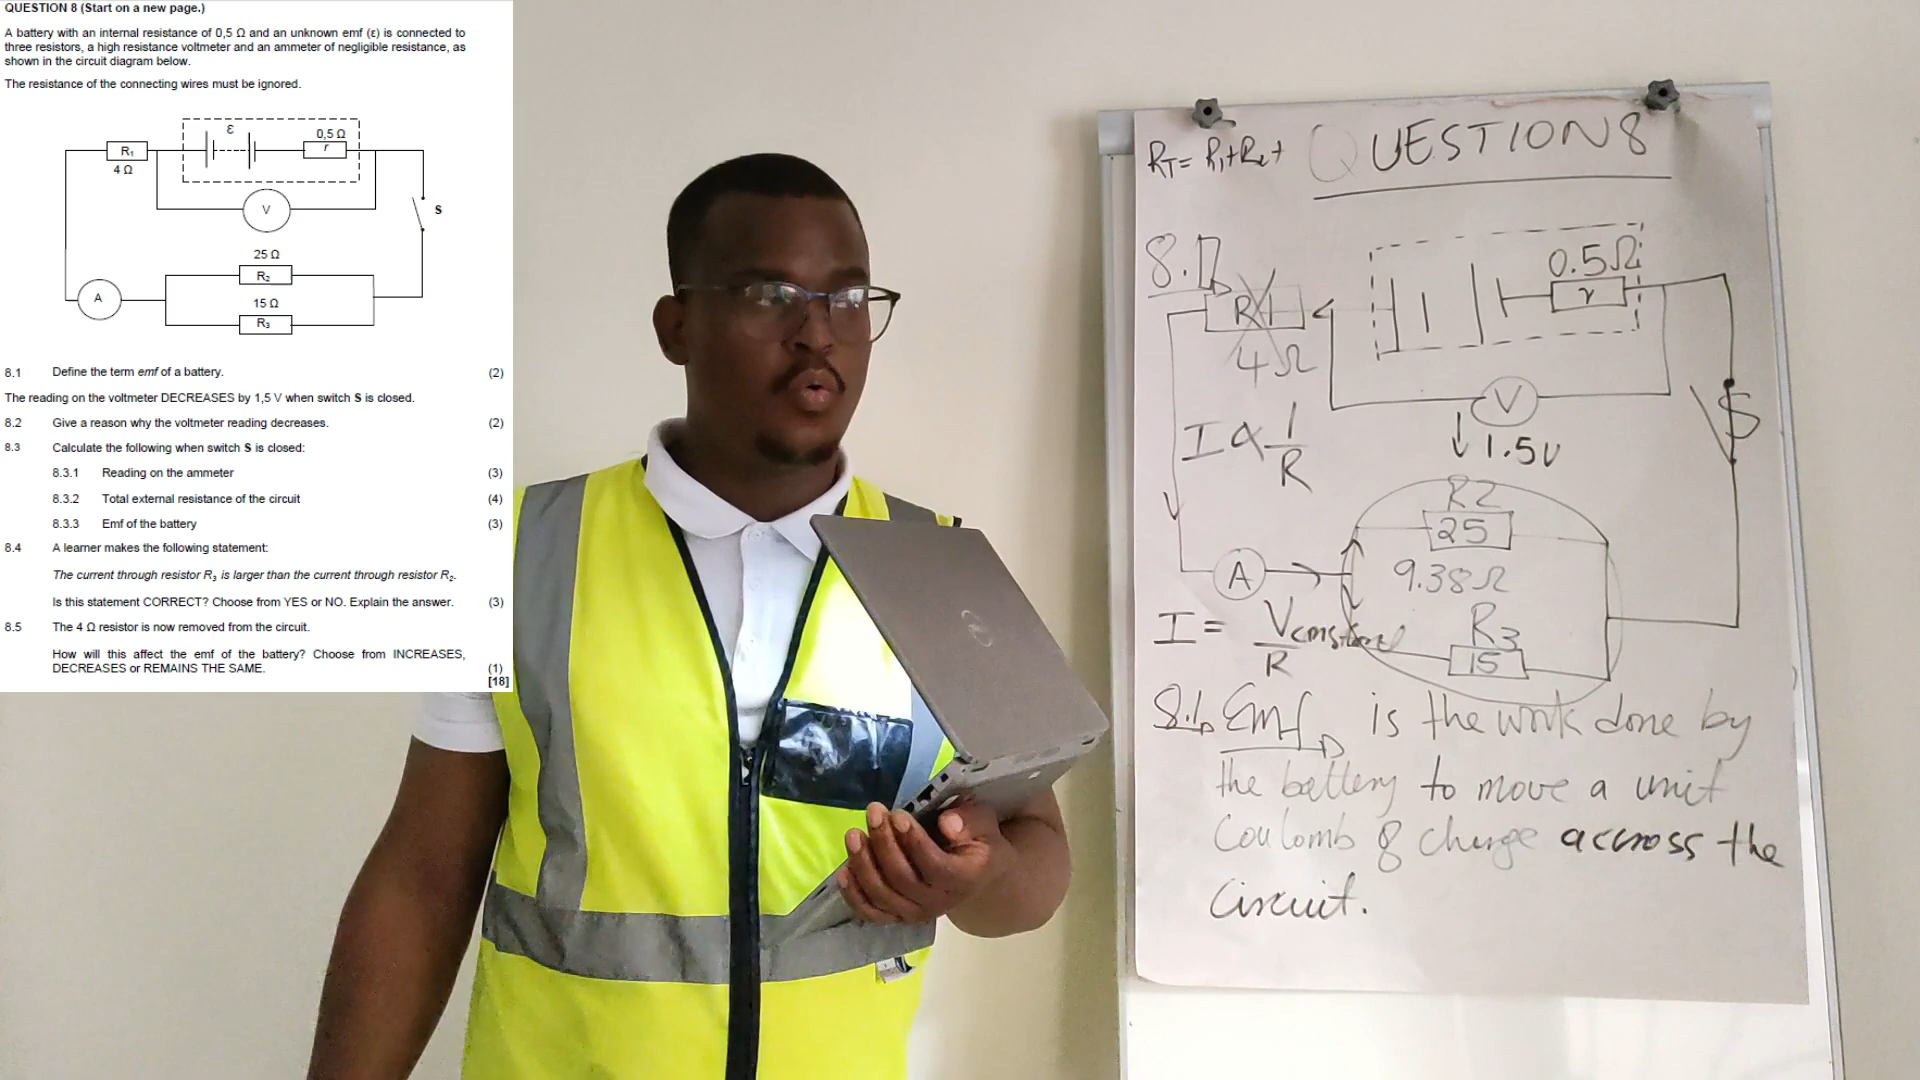 QUESTION 8 (Start on a new page.)
A battery with an internal resistance of 0,5 Ω and an unknown emf (ε) is connected to
three resistors, a high resistance voltmeter and an ammeter of negligible resistance, as
shown in the circuit diagram below.
The resistance of the connecting wires must be ignored.
ε
0,5 Ω
R₁
r
4 Ω
V
S
25 Ω
R₂
A
15 Ω
R₃
8.1 Define the term emf of a battery. (2)
The reading on the voltmeter DECREASES by 1,5 V when switch S is closed.
8.2 Give a reason why the voltmeter reading decreases. (2)
8.3 Calculate the following when switch S is closed:
8.3.1 Reading on the ammeter (3)
8.3.2 Total external resistance of the circuit (4)
8.3.3 Emf of the battery (3)
8.4 A learner makes the following statement:
The current through resistor R₃ is larger than the current through resistor R₂.
Is this statement CORRECT? Choose from YES or NO. Explain the answer. (3)
8.5 The 4 Ω resistor is now removed from the circuit.
How will this affect the emf of the battery? Choose from INCREASES,
DECREASES or REMAINS THE SAME. (1)
[18]
RT = R1+R2+
QUESTION 8
8.1
0.5Ω
R1
r
4Ω
V
S
I ∝ 1/R
↓ 1.5V
R2
25
A
9.38Ω
I = V constant / R
R3
15
8.1 Emf is the work done by
the battery to move a unit
Coulomb of charge accross the
circuit.